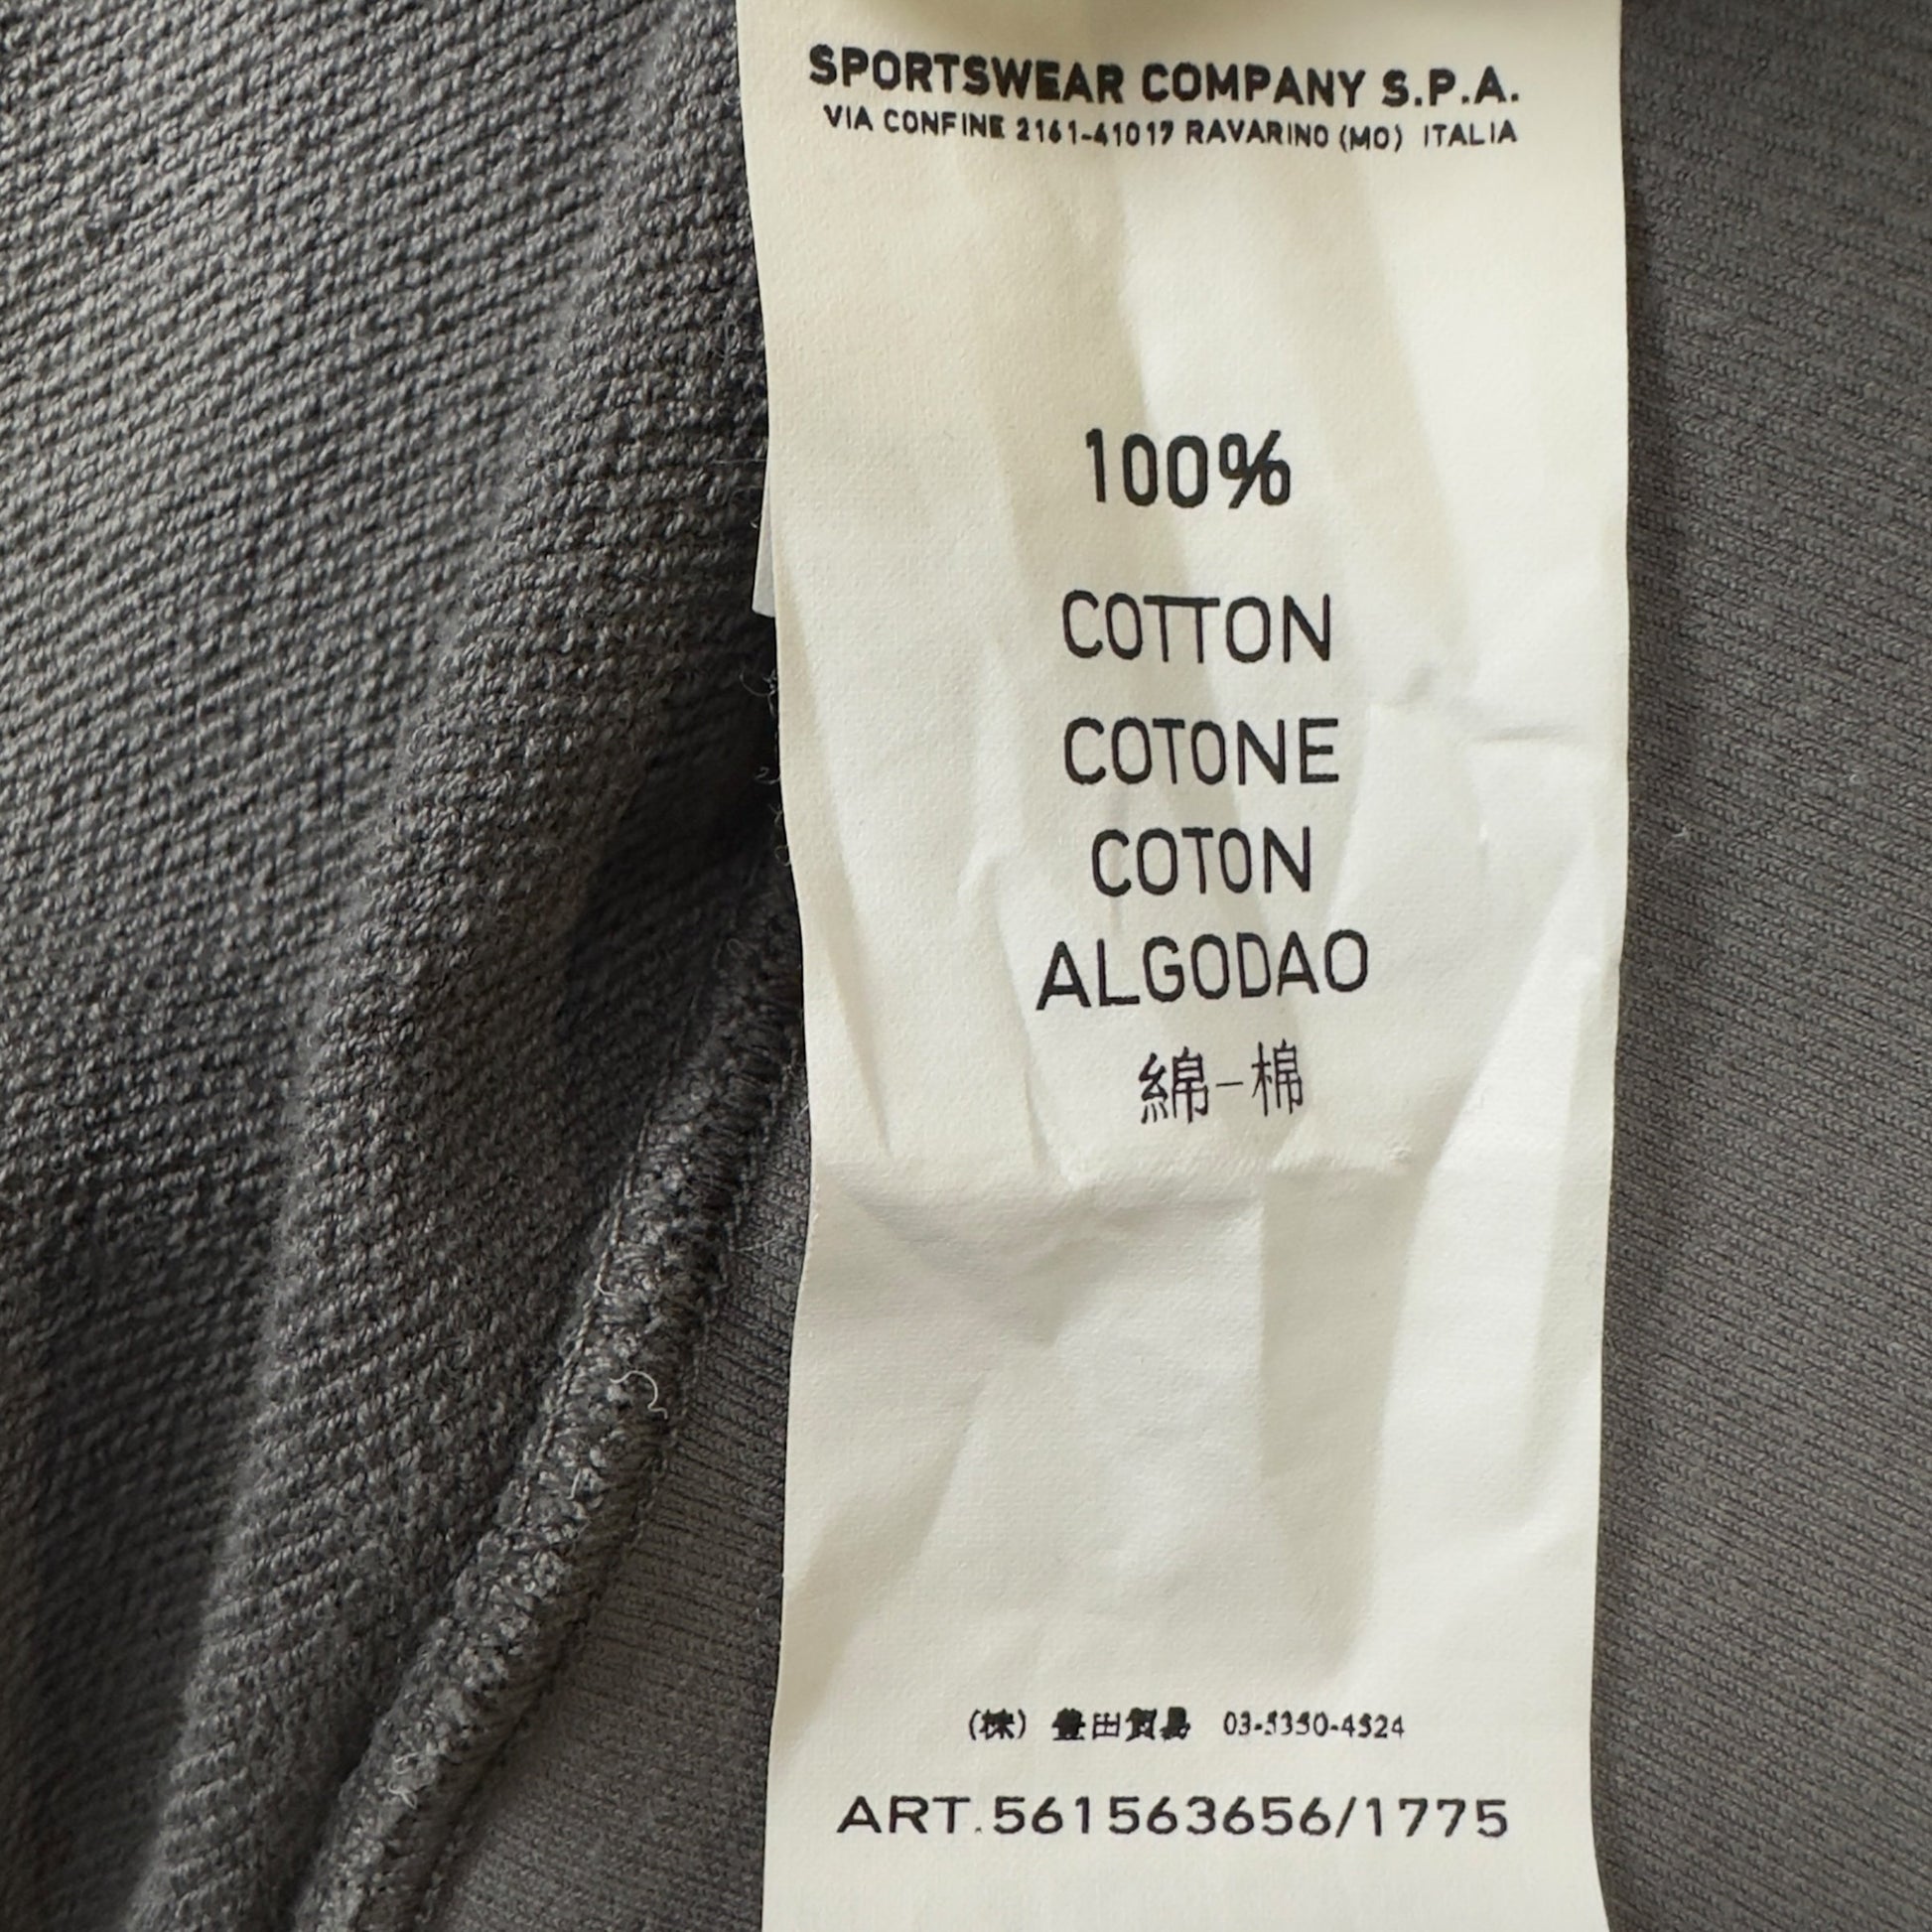 SPORTSWEAR COMPANY S.P.A.
VIA CONFINE 2161-41017 RAVARINO (MO) ITALIA
100%
COTTON
COTONE
COTON
ALGODAO
綿-棉
(株) 豊田貿易 03-5350-4524
ART.561563656/1775